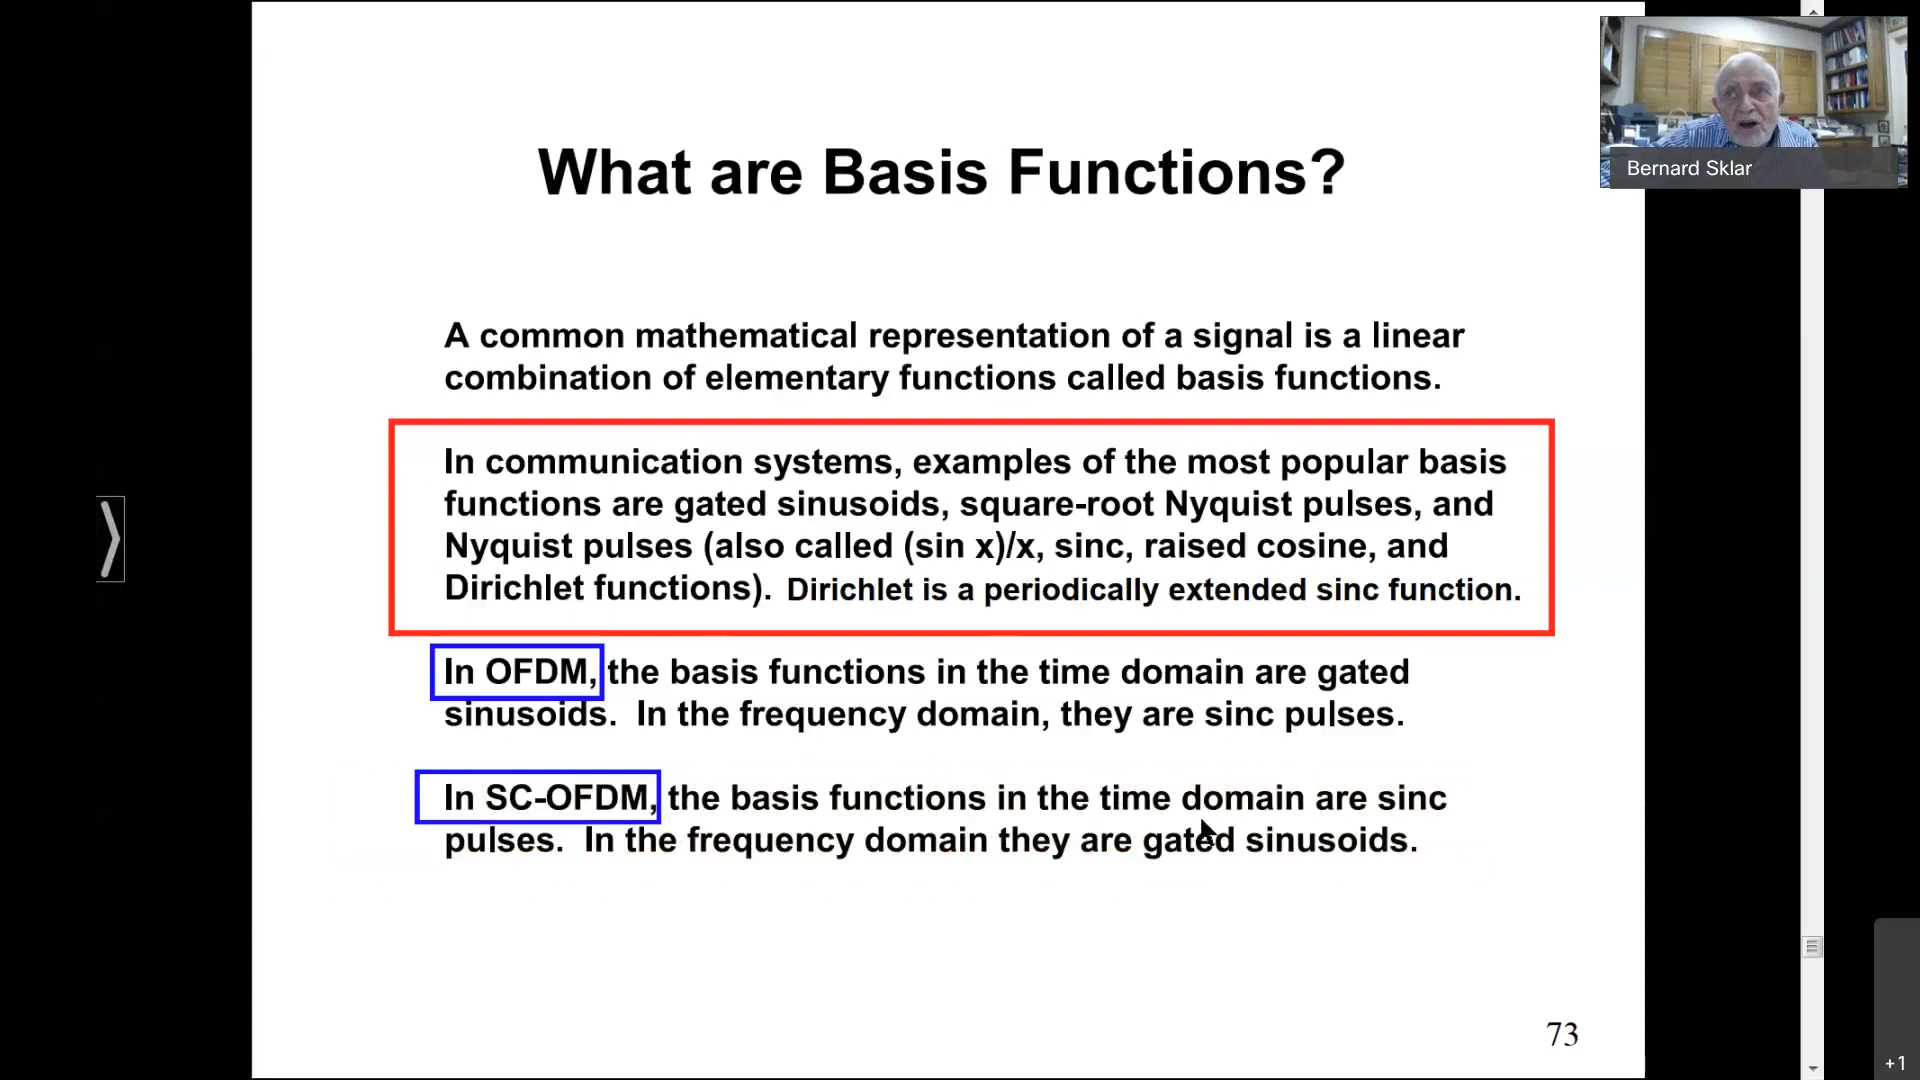 What are Basis Functions?
Bernard Sklar
A common mathematical representation of a signal is a linear
combination of elementary functions called basis functions.
In communication systems, examples of the most popular basis
functions are gated sinusoids, square-root Nyquist pulses, and
Nyquist pulses (also called (sin x)/x, sinc, raised cosine, and
Dirichlet functions). Dirichlet is a periodically extended sinc function.
In OFDM, the basis functions in the time domain are gated
sinusoids. In the frequency domain, they are sinc pulses.
In SC-OFDM, the basis functions in the time domain are sinc
pulses. In the frequency domain they are gated sinusoids.
73
+1